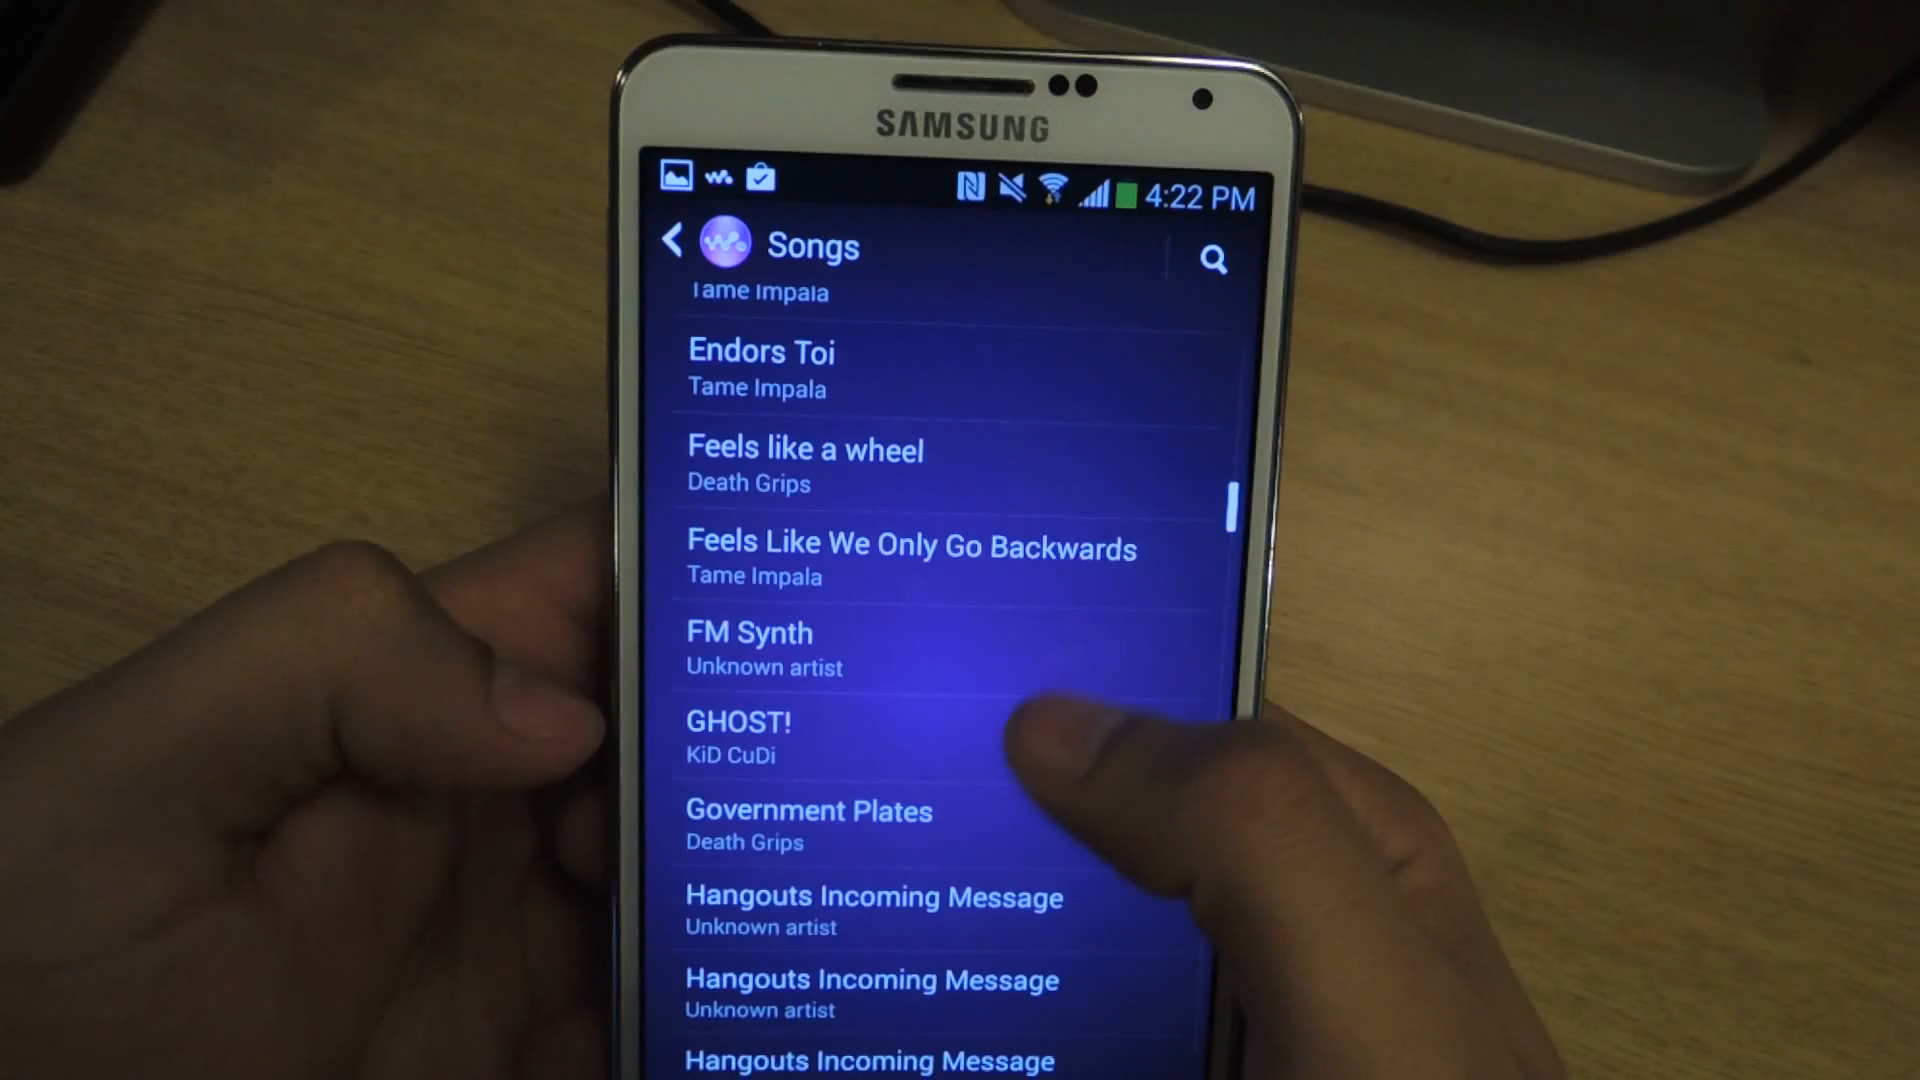 SAMSUNG
4:22 PM
Songs
Tame Impala
Endors Toi
Tame Impala
Feels like a wheel
Death Grips
Feels Like We Only Go Backwards
Tame Impala
FM Synth
Unknown artist
GHOST!
KiD CuDi
Government Plates
Death Grips
Hangouts Incoming Message
Unknown artist
Hangouts Incoming Message
Unknown artist
Hangouts Incoming Message